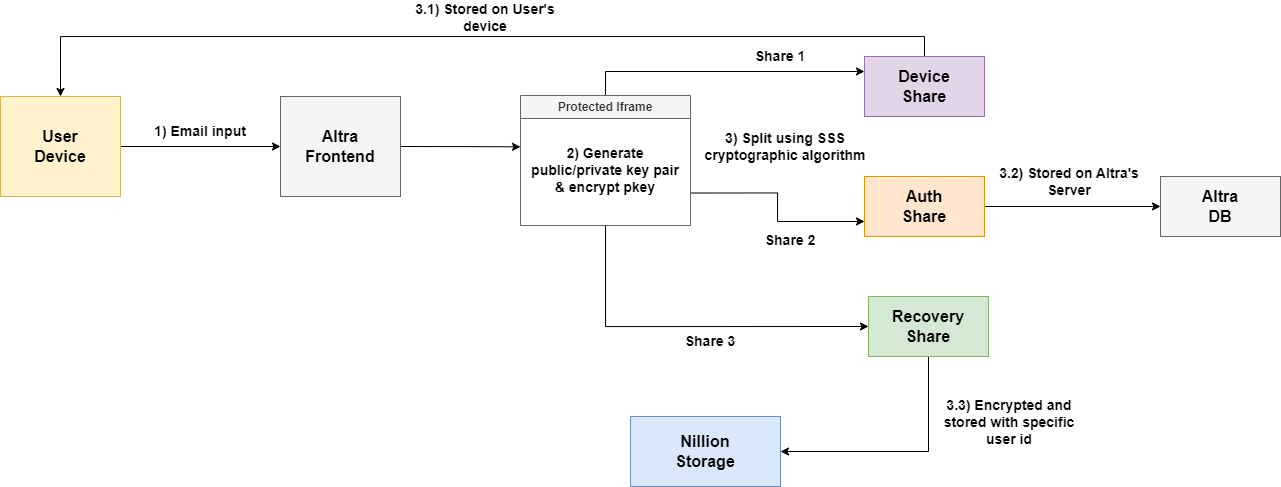 3.1) Stored on User's
device
Share 1
Device
Share
Protected Iframe
User
Device
1) Email input
Altra
Frontend
2) Generate
public/private key pair
& encrypt pkey
3) Split using SSS
cryptographic algorithm
3.2) Stored on Altra's
Server
Auth
Share
Altra
DB
Share 2
Recovery
Share
Share 3
3.3) Encrypted and
stored with specific
user id
Nillion
Storage